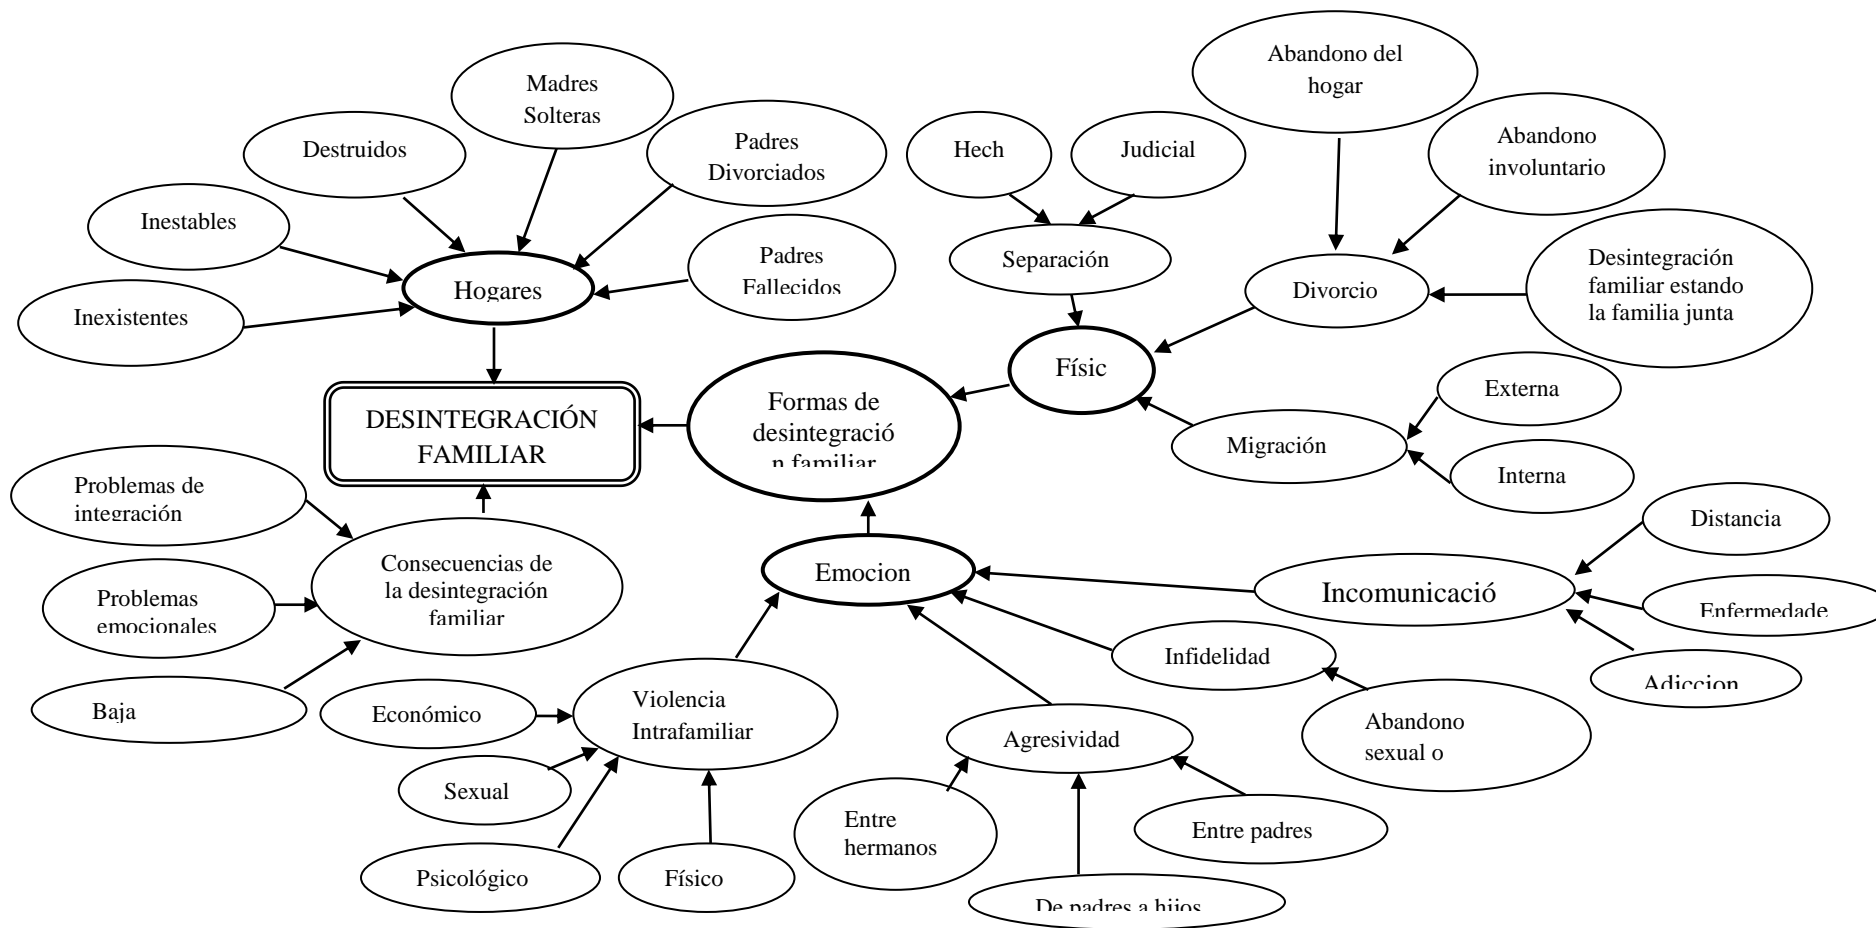 Abandono del
hogar
Madres
Solteras
Destruidos
Padres
Divorciados
Hech
Judicial
Abandono
involuntario
Inestables
Padres
Fallecidos
Separación
Desintegración
familiar estando
la familia junta
Hogares
Divorcio
Inexistentes
Físic
Externa
Formas de
desintegració
n familiar
DESINTEGRACIÓN
FAMILIAR
Migración
Interna
Problemas de
integración
Distancia
Consecuencias de
la desintegración
familiar
Emocion
Incomunicació
Problemas
emocionales
Enfermedade
Infidelidad
Adiccion
Baja
Económico
Violencia
Intrafamiliar
Agresividad
Abandono
sexual o
Sexual
Entre
hermanos
Entre padres
Psicológico
Físico
De padres a hijos